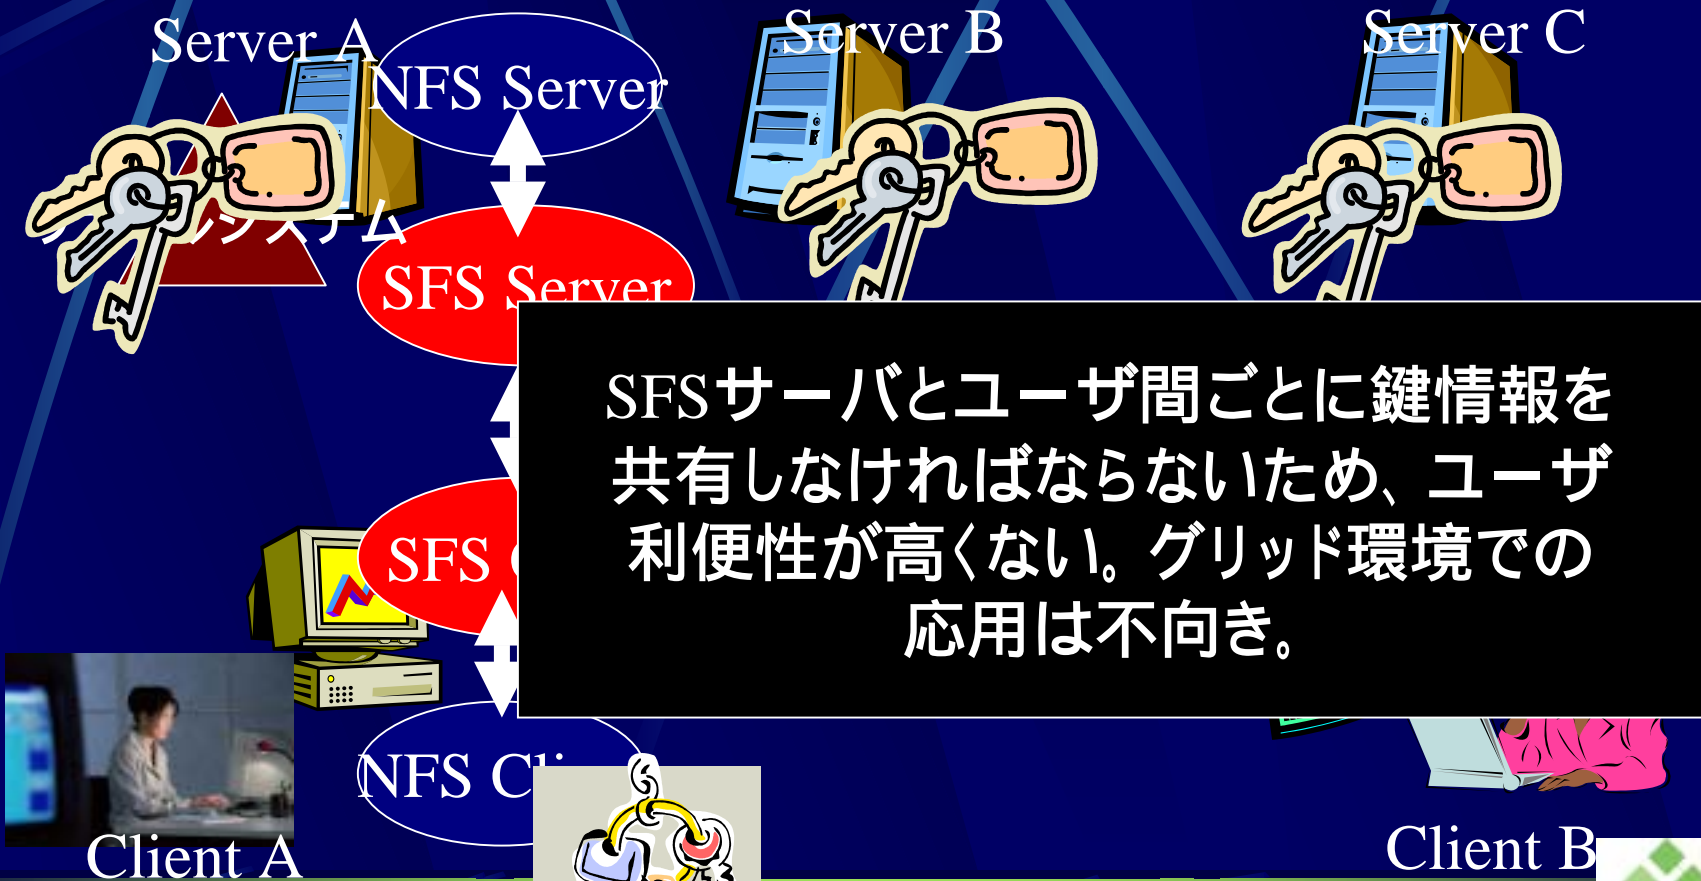 Server A
NFS Server
Server B
Server C
SFS Server
SFSサーバとユーザ間ごとに鍵情報を
共有しなければならないため、ユーザ
利便性が高くない。グリッド環境での
応用は不向き。
SFS
NFS
Client A
Client B